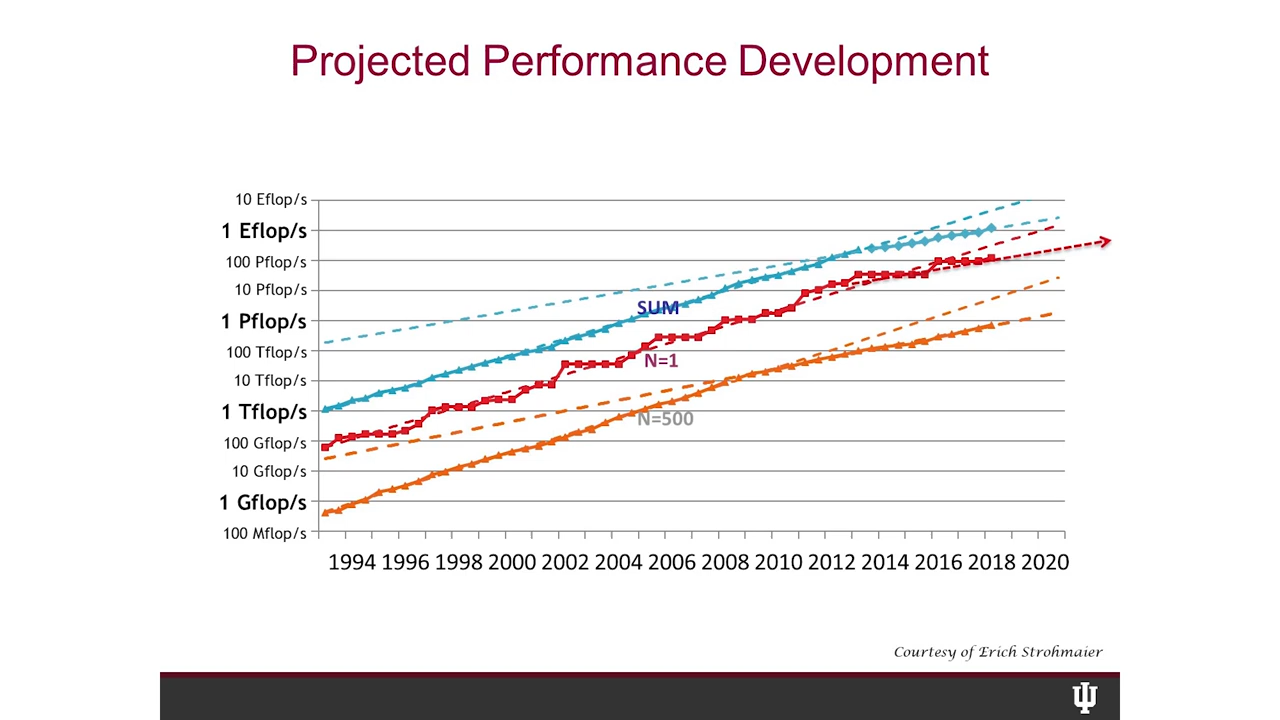 Projected Performance Development
10 Eflop/s
1 Eflop/s
100 Pflop/s
10 Pflop/s
1 Pflop/s
100 Tflop/s
10 Tflop/s
1 Tflop/s
100 Gflop/s
10 Gflop/s
1 Gflop/s
100 Mflop/s
SUM
N=1
N=500
1994 1996 1998 2000 2002 2004 2006 2008 2010 2012 2014 2016 2018 2020
Courtesy of Erich Strohmaier